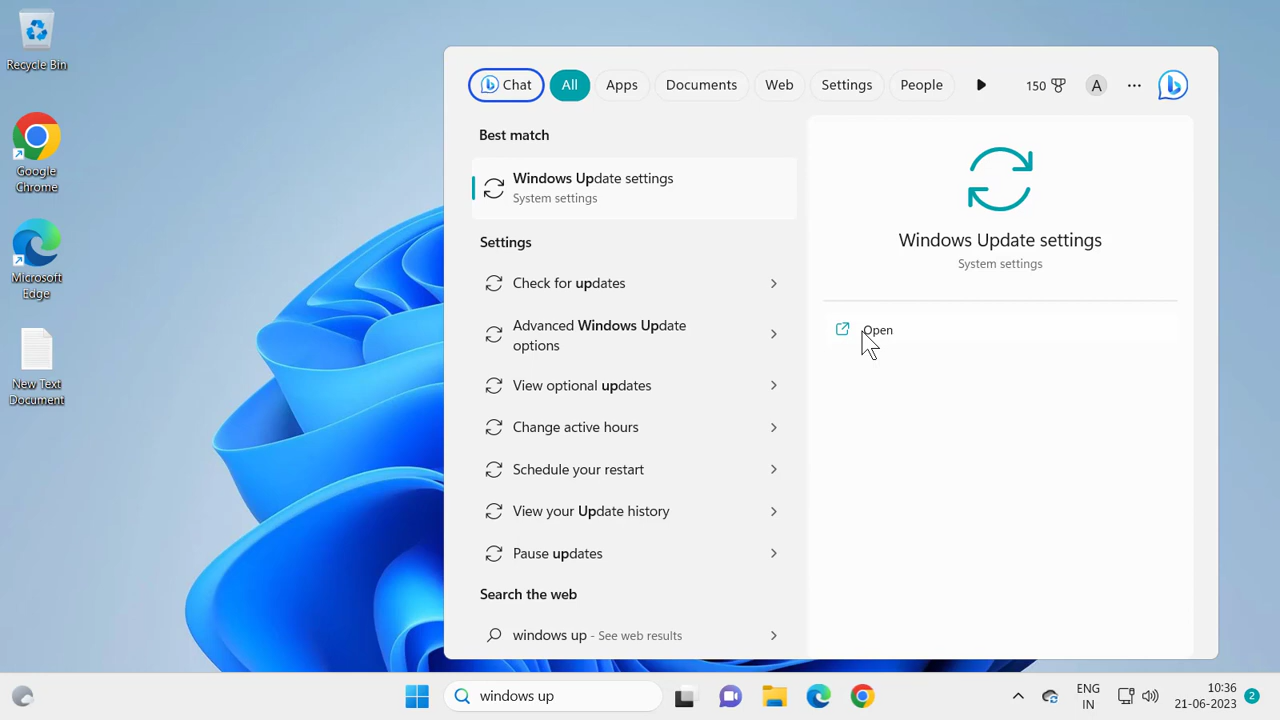 Recycle Bin
Google
Chrome
Microsoft
Edge
New Text
Document
Chat
All
Apps
Documents
Web
Settings
People
150
A
Best match
Windows Update settings
System settings
Settings
Check for updates
Advanced Windows Update
options
View optional updates
Change active hours
Schedule your restart
View your Update history
Pause updates
Search the web
windows up - See web results
Windows Update settings
System settings
Open
windows up
ENG
IN
10:36
21-06-2023
2